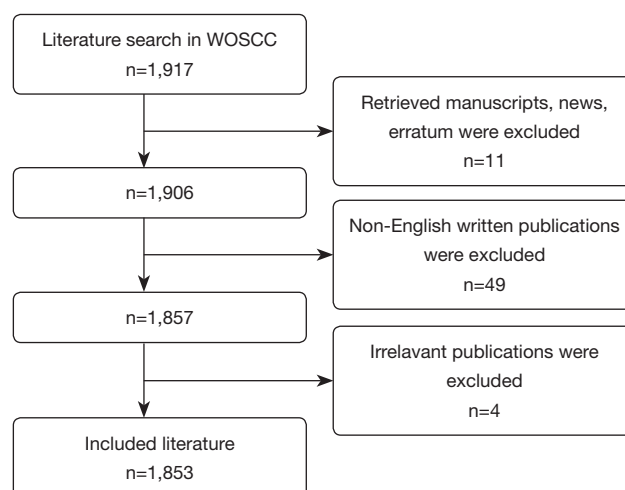 Literature search in WOSCC
n=1,917
Retrieved manuscripts, news,
erratum were excluded
n=11
1,906
Non-English written publications
were excluded
n=49
n=1,857
Irrelavant publications were
excluded
n=4
Included literature
n=1,853